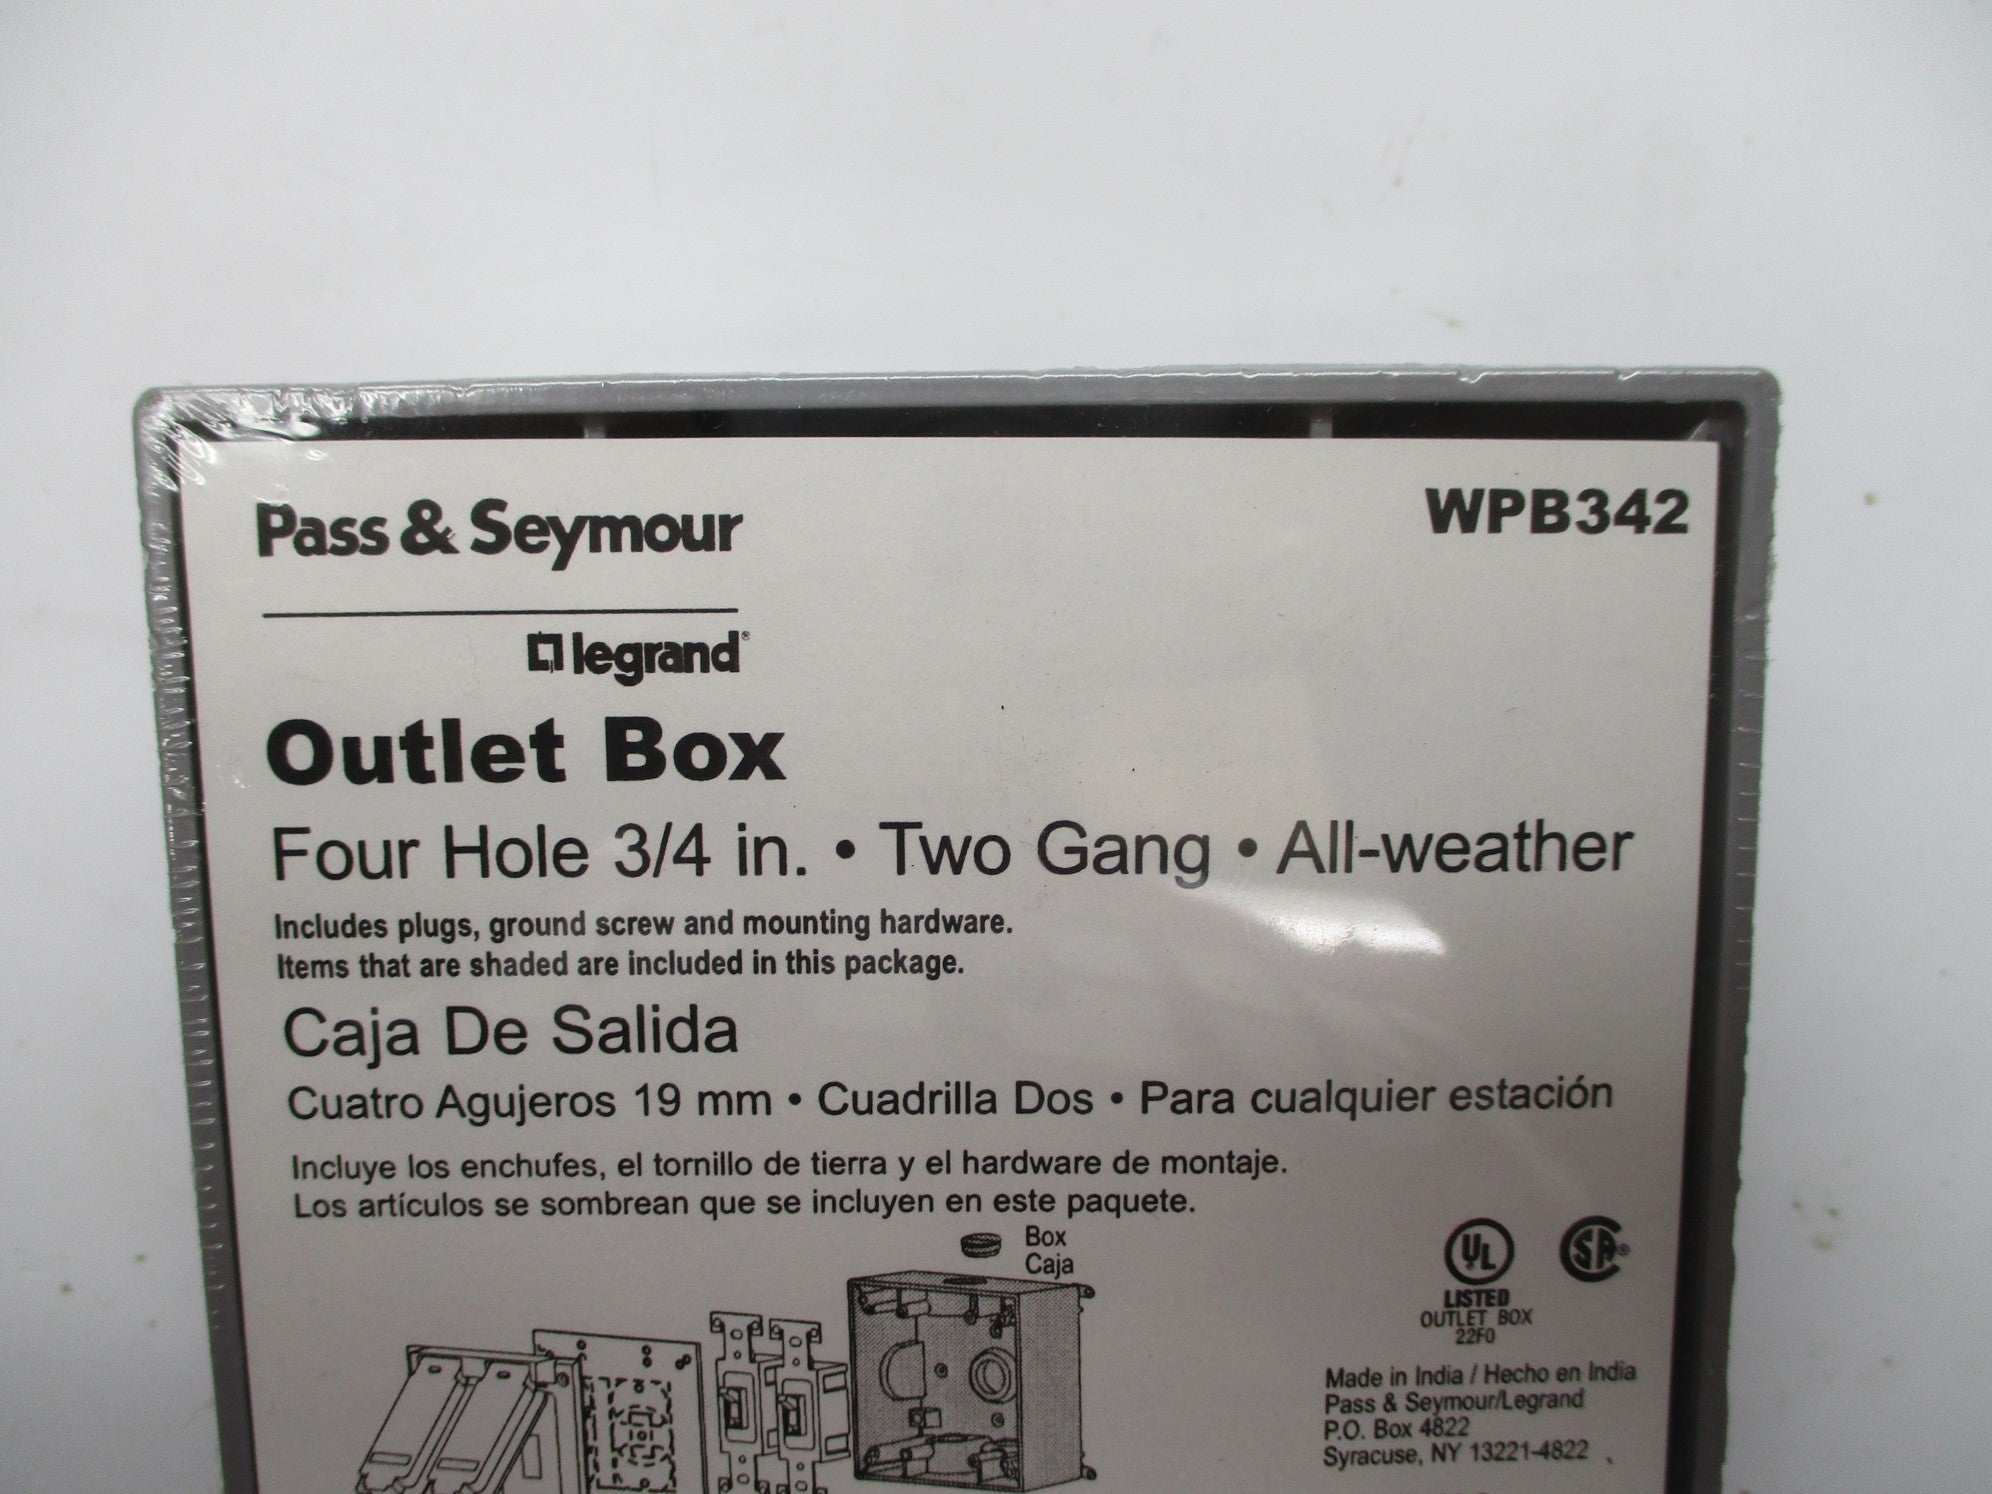 Pass & Seymour
WPB342
legrand®
Outlet Box
Four Hole 3/4 in. • Two Gang • All-weather
Includes plugs, ground screw and mounting hardware.
Items that are shaded are included in this package.
Caja De Salida
Cuatro Agujeros 19 mm • Cuadrilla Dos • Para cualquier estación
Incluye los enchufes, el tornillo de tierra y el hardware de montaje.
Los artículos se sombrean que se incluyen en este paquete.
Box
Caja
UL
SA®
LISTED
OUTLET BOX
22F0
Made in India / Hecho en India
Pass & Seymour/Legrand
P.O. Box 4822
Syracuse, NY 13221-4822